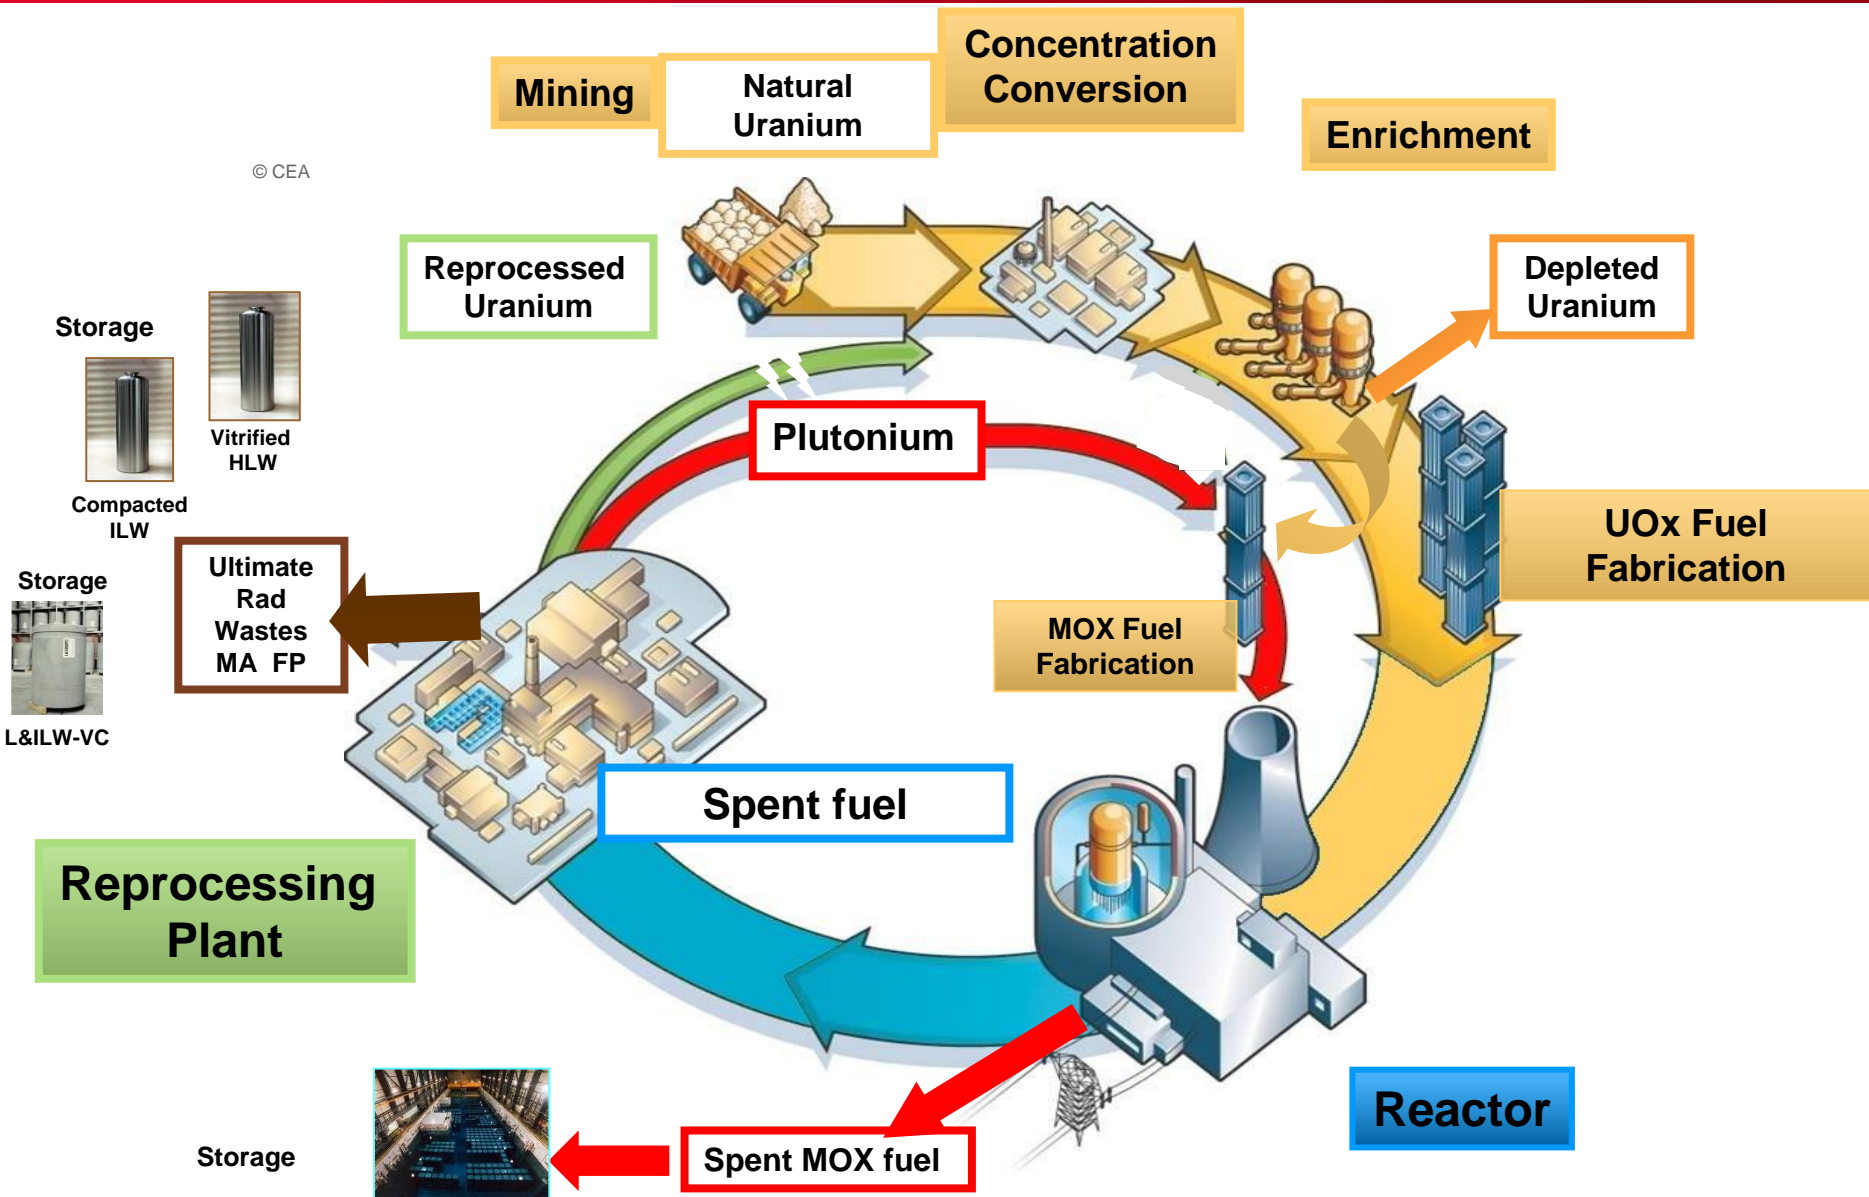 Mining
Natural
Uranium
Concentration
Conversion
Enrichment
© CEA
Reprocessed
Uranium
Depleted
Uranium
Storage
Vitrified
HLW
Compacted
ILW
Plutonium
UOx Fuel
Fabrication
Storage
Ultimate
Rad
Wastes
MA FP
MOX Fuel
Fabrication
L&ILW-VC
Spent fuel
Reprocessing
Plant
Reactor
Storage
Spent MOX fuel